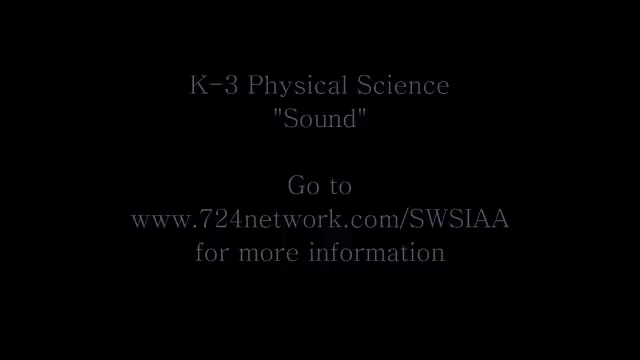 K-3 Physical Science
"Sound"
Go to
www.724network.com/SWSIAA
for more information